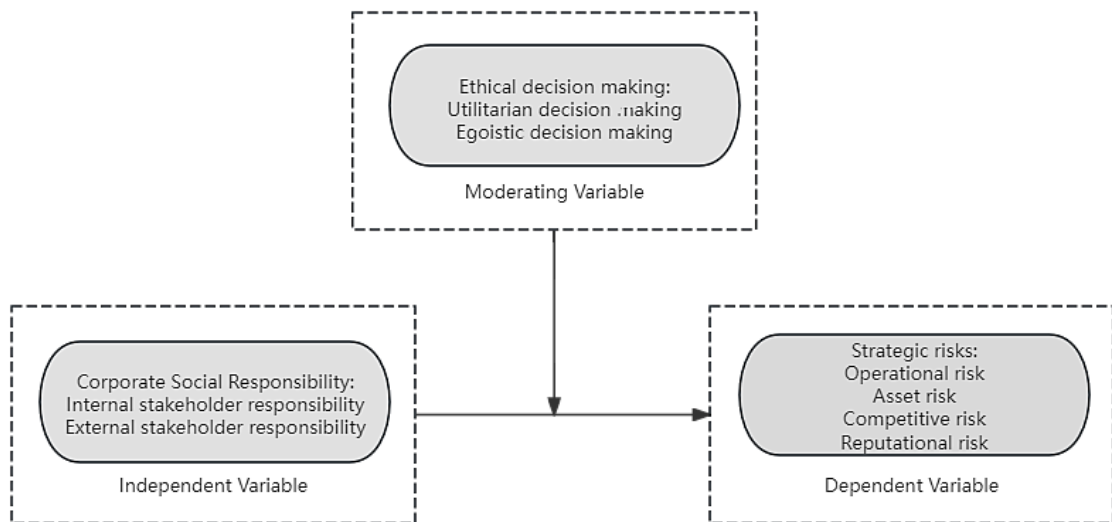 Ethical decision making:
Utilitarian decision making
Egoistic decision making
Moderating Variable
Corporate Social Responsibility:
Internal stakeholder responsibility
External stakeholder responsibility
Independent Variable
Strategic risks:
Operational risk
Asset risk
Competitive risk
Reputational risk
Dependent Variable